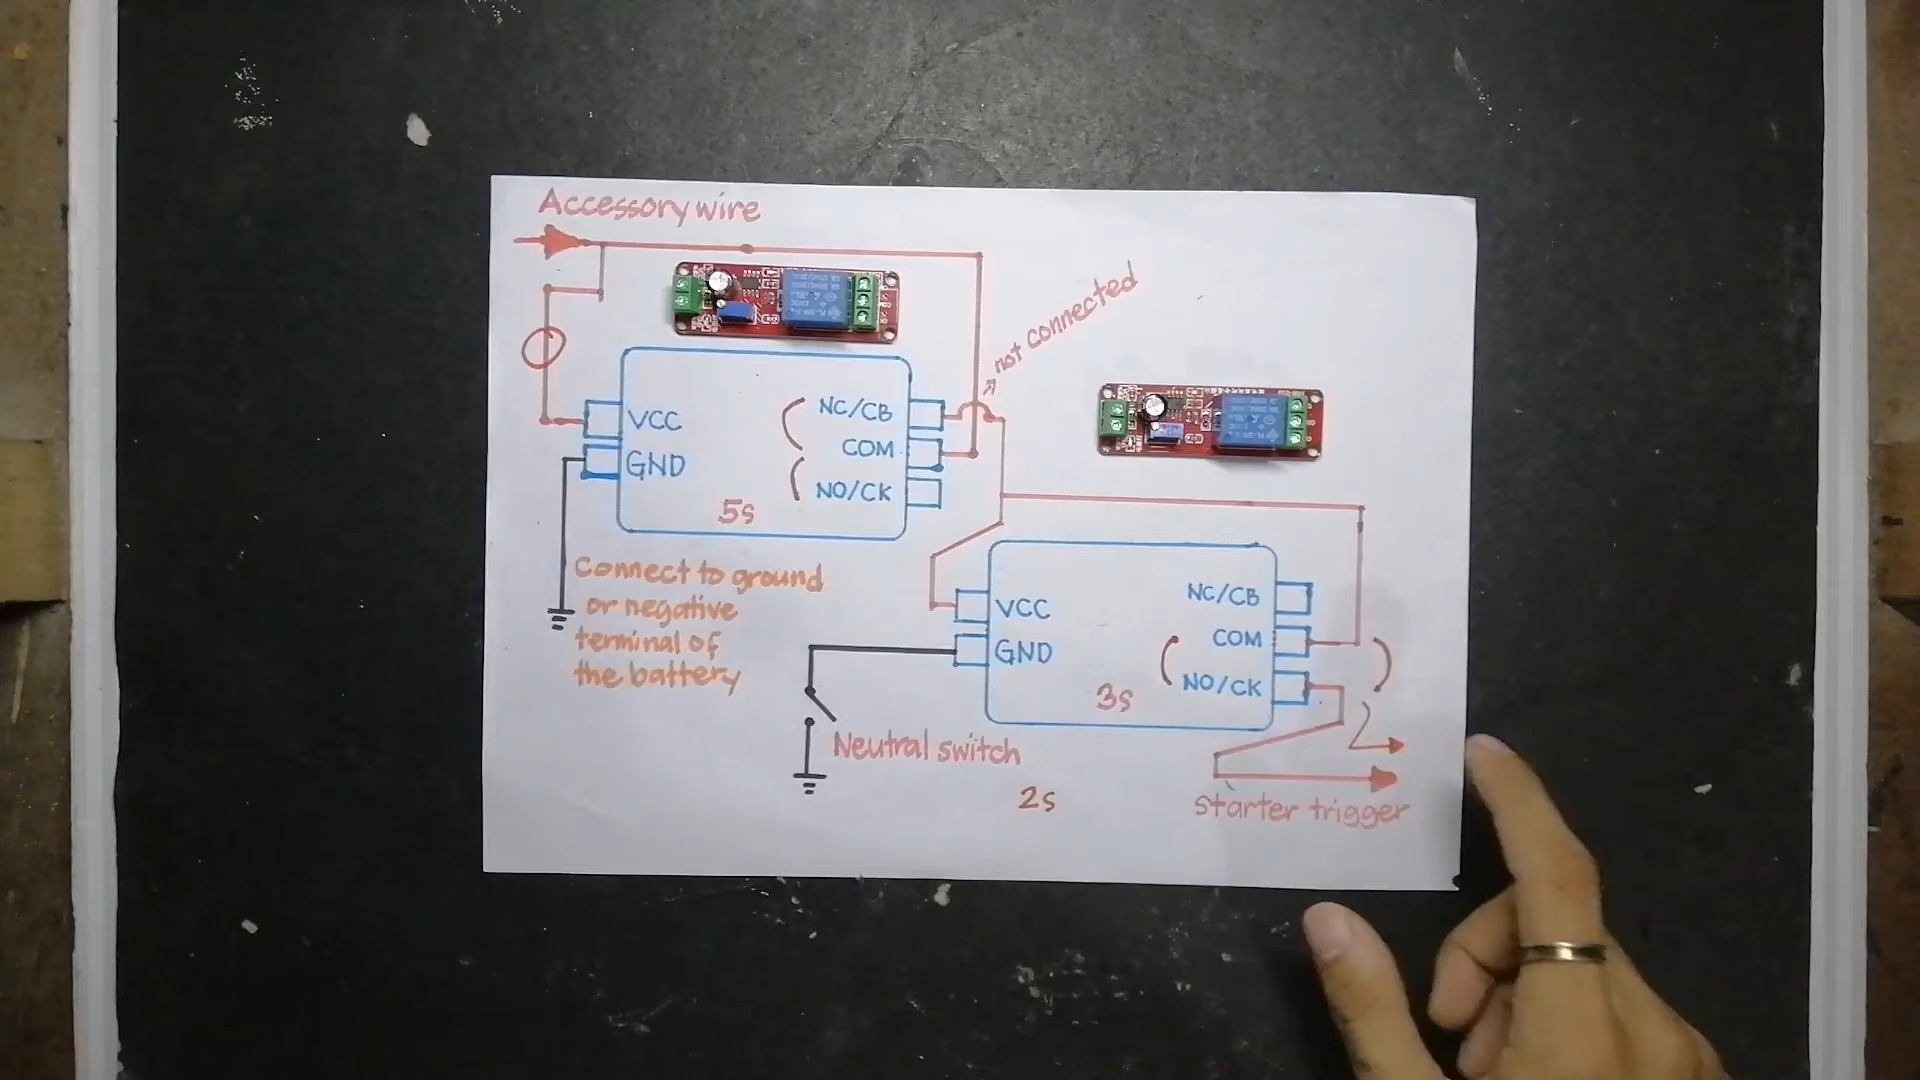 Accessory wire
not connected
VCC
GND
NC/CB
COM
NO/CK
5s
Connect to ground
or negative
terminal of
the battery
VCC
GND
NC/CB
COM
NO/CK
3s
Neutral switch
2s
Starter trigger